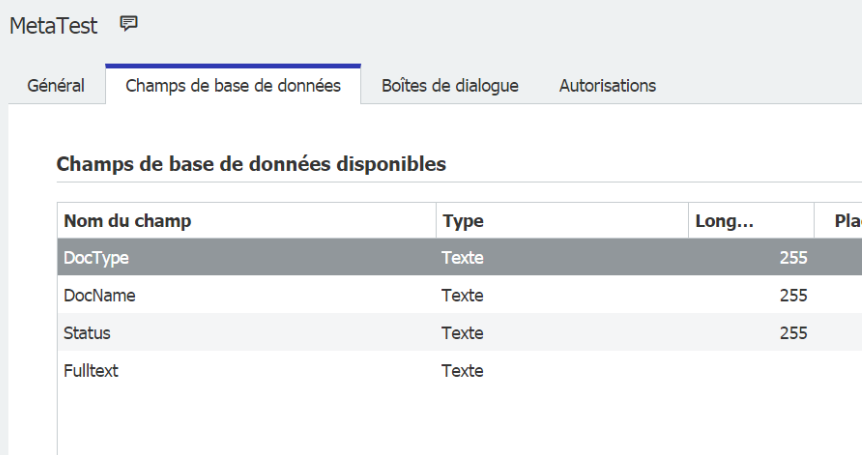 MetaTest
Général Champs de base de données Boîtes de dialogue Autorisations
Champs de base de données disponibles
Nom du champ Type Long... Pla
DocType Texte 255
DocName Texte 255
Status Texte 255
Fulltext Texte